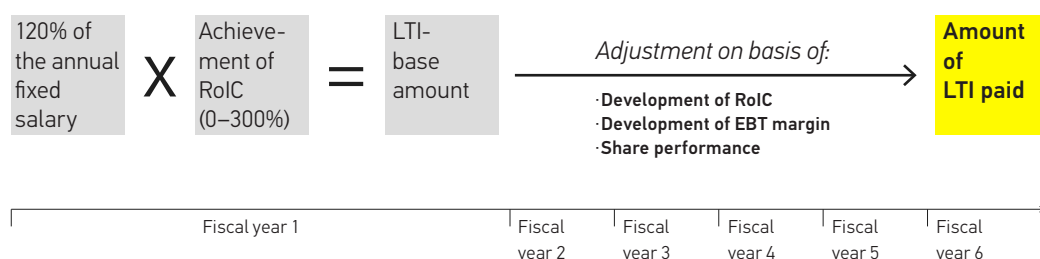 120% of
the annual
fixed
salary
X
Achieve-
ment of
RoIC
(0–300%)
=
LTI-
base
amount
Adjustment on basis of:
·Development of RoIC
·Development of EBT margin
·Share performance
Amount
of
LTI paid
Fiscal year 1
Fiscal
year 2
Fiscal
year 3
Fiscal
year 4
Fiscal
year 5
Fiscal
year 6